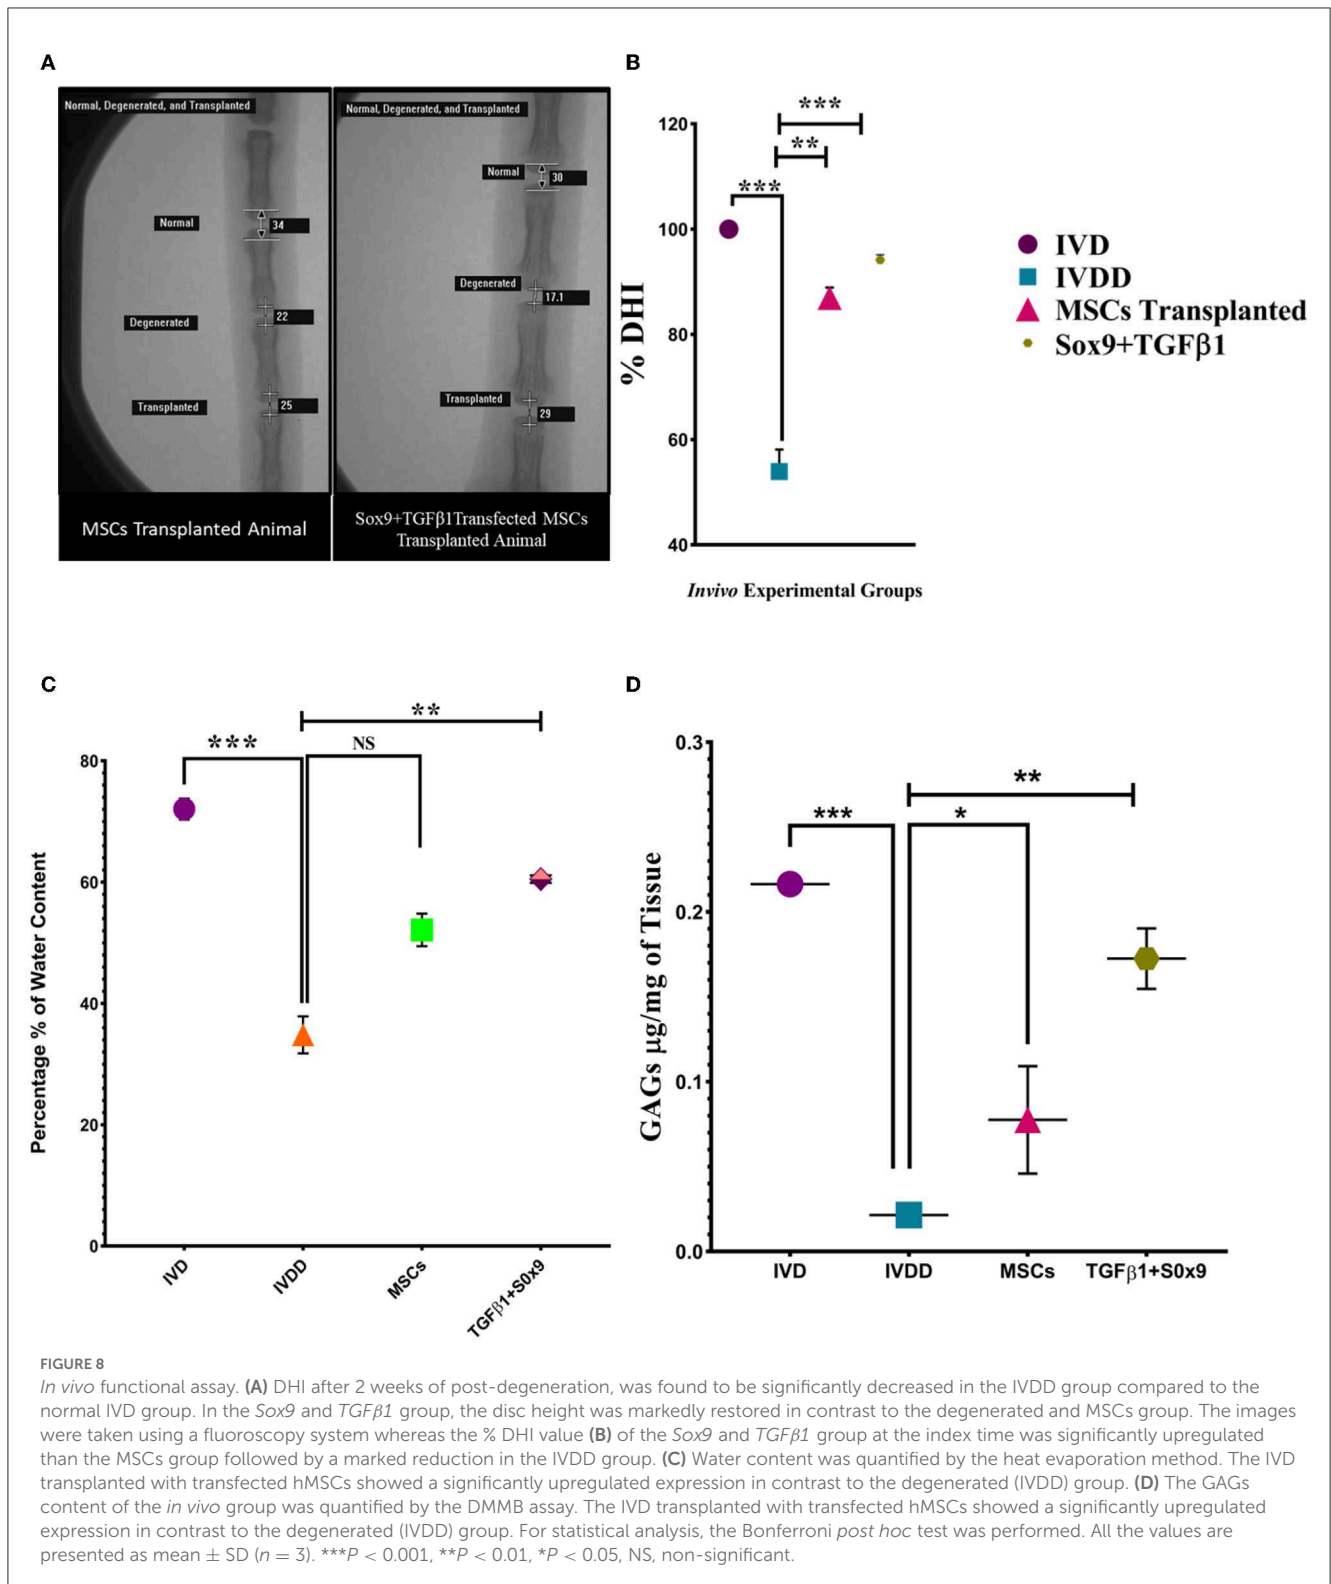 A
Normal, Degenerated, and Transplanted
Normal
34
Degenerated
22
Transplanted
25
MSCs Transplanted Animal
Normal, Degenerated, and Transplanted
Normal
30
Degenerated
17.1
Transplanted
29
Sox9+TGFβ1Transfected MSCs
Transplanted Animal
B
% DHI
120
100
80
60
40
***
**
***
Invivo Experimental Groups
IVD
IVDD
MSCs Transplanted
Sox9+TGFβ1
C
Percentage % of Water Content
80
60
40
20
0
***
NS
**
IVD
IVDD
MSCs
TGFβ1+S0x9
D
GAGs µg/mg of Tissue
0.3
0.2
0.1
0.0
***
*
**
IVD
IVDD
MSCs
TGFβ1+S0x9
FIGURE 8
In vivo functional assay. (A) DHI after 2 weeks of post-degeneration, was found to be significantly decreased in the IVDD group compared to the
normal IVD group. In the Sox9 and TGFβ1 group, the disc height was markedly restored in contrast to the degenerated and MSCs group. The images
were taken using a fluoroscopy system whereas the % DHI value (B) of the Sox9 and TGFβ1 group at the index time was significantly upregulated
than the MSCs group followed by a marked reduction in the IVDD group. (C) Water content was quantified by the heat evaporation method. The IVD
transplanted with transfected hMSCs showed a significantly upregulated expression in contrast to the degenerated (IVDD) group. (D) The GAGs
content of the in vivo group was quantified by the DMMB assay. The IVD transplanted with transfected hMSCs showed a significantly upregulated
expression in contrast to the degenerated (IVDD) group. For statistical analysis, the Bonferroni post hoc test was performed. All the values are
presented as mean ± SD (n = 3). ***P < 0.001, **P < 0.01, *P < 0.05, NS, non-significant.